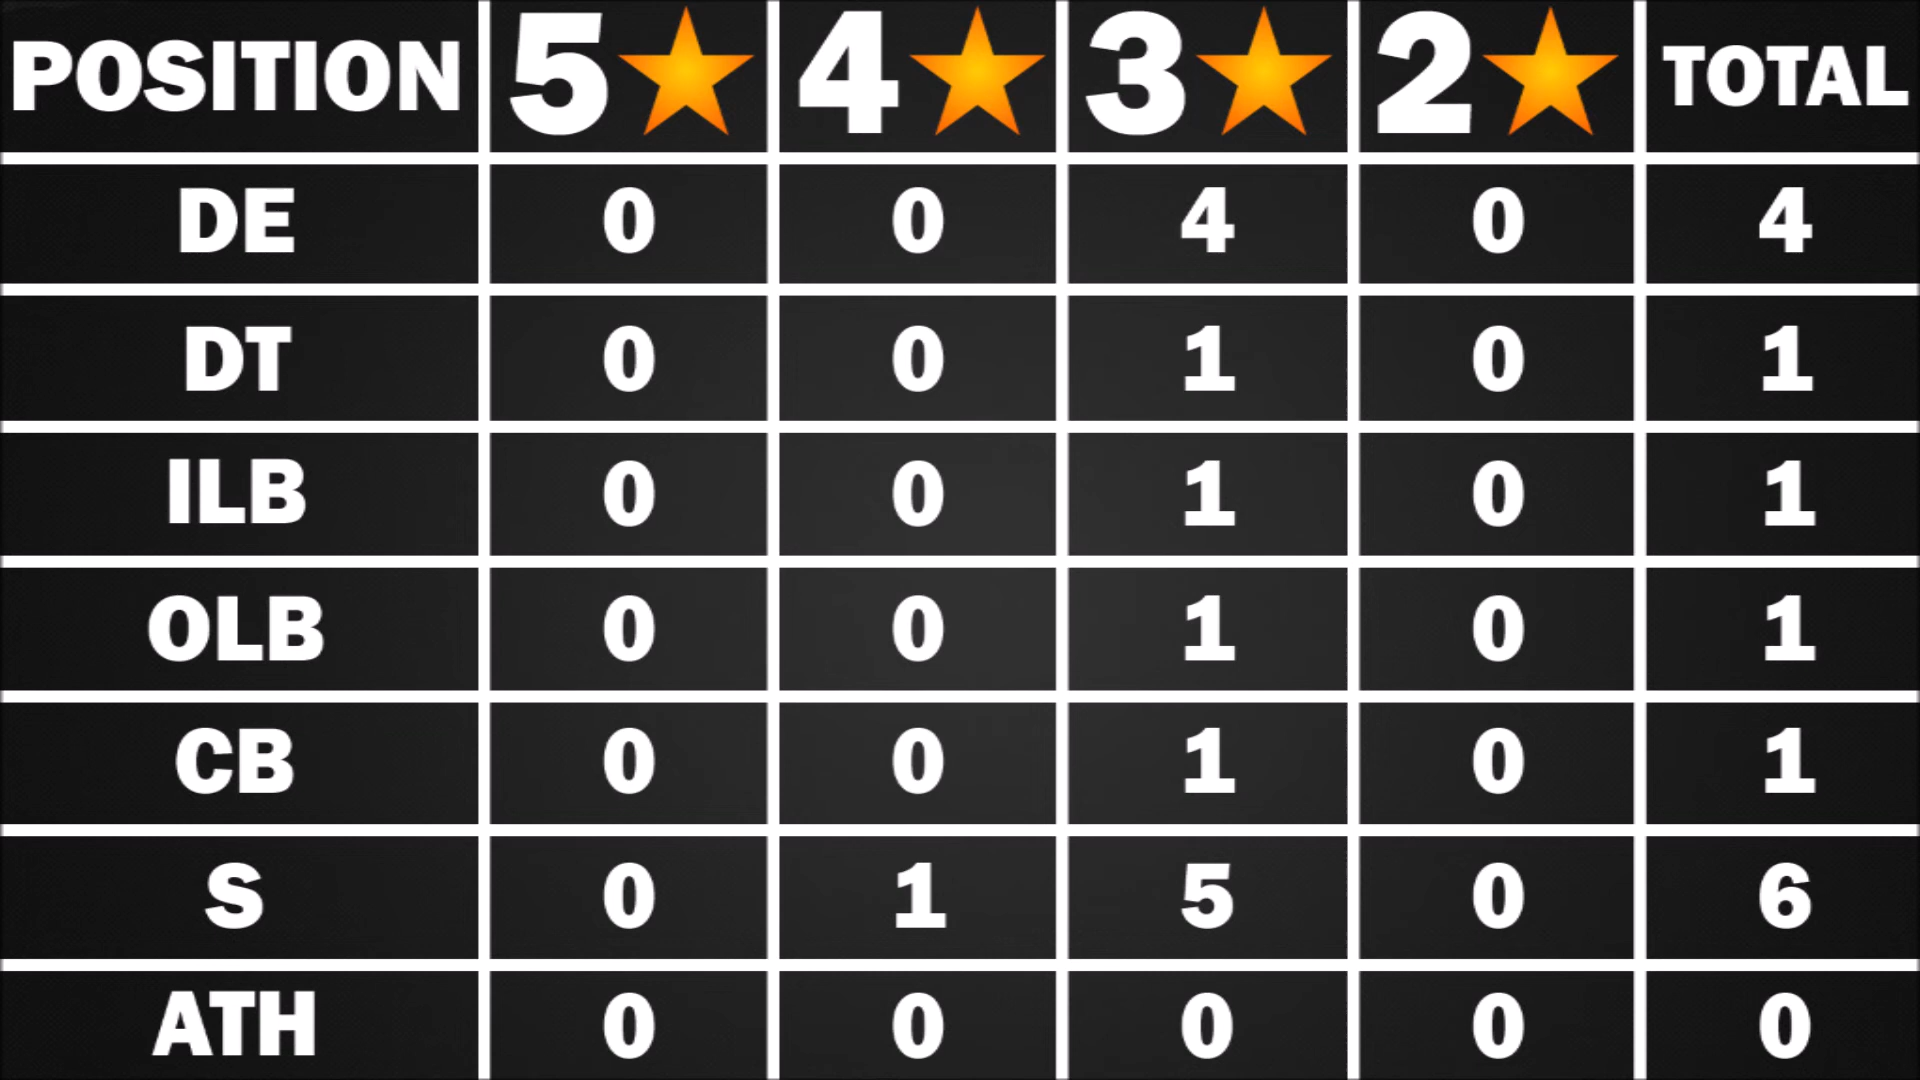 POSITION 5 4 3 2 TOTAL
DE 0 0 4 0 4
DT 0 0 1 0 1
ILB 0 0 1 0 1
OLB 0 0 1 0 1
CB 0 0 1 0 1
S 0 1 5 0 6
ATH 0 0 0 0 0